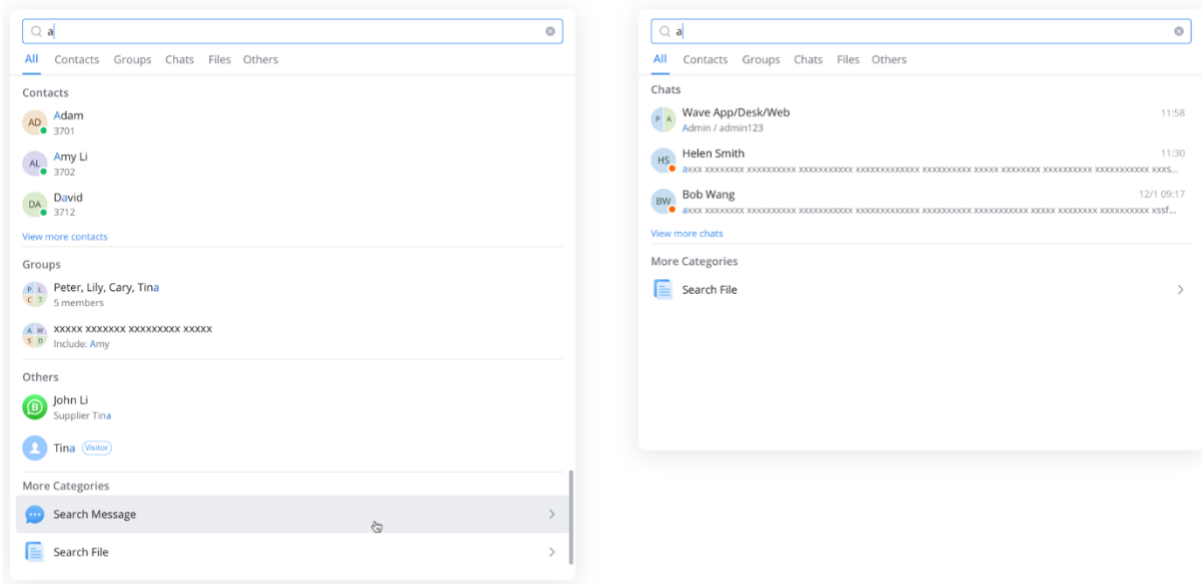 a
All Contacts Groups Chats Files Others
Contacts
AD Adam
3701
AL Amy Li
3702
DA David
3712
View more contacts
Groups
P L Peter, Lily, Cary, Tina
C T 5 members
A W xxxxx xxxxxxx xxxxxxxxx xxxxx
S D Include: Amy
Others
B John Li
Supplier Tina
Tina Visitor
More Categories
Search Message
Search File
a
All Contacts Groups Chats Files Others
Chats
P A Wave App/Desk/Web 11:58
Admin / admin123
HS Helen Smith 11:30
BW Bob Wang 12/1 09:17
View more chats
More Categories
Search File